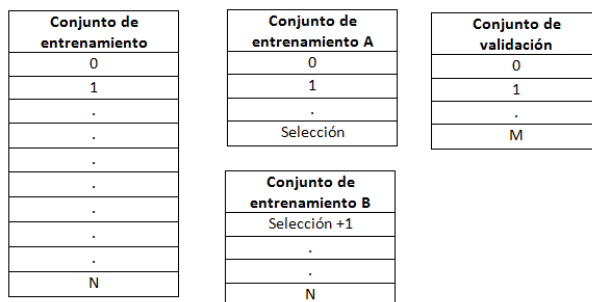 Conjunto de
entrenamiento
0
1
.
.
.
.
.
.
.
N
Conjunto de
entrenamiento A
0
1
.
Selección
Conjunto de
entrenamiento B
Selección +1
.
.
N
Conjunto de
validación
0
1
.
M